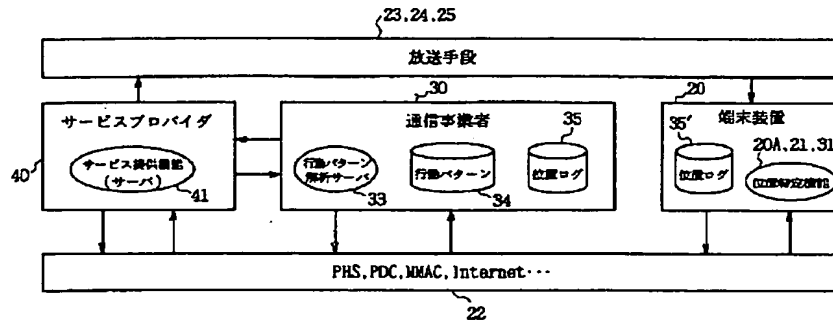 23,24,25
放送手段
サービスプロバイダ
サービス提供機能
(サーバ)
40
41
30
通信事業者
行動パターン
解析サーバ
33
行動パターン
34
35
位置ログ
20
端末装置
35′
位置ログ
20A,21,31
位置特定機能
PHS,PDC,MMAC,Internet…
22